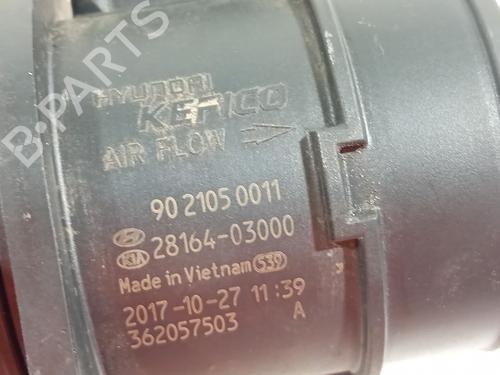 B-PARTS
HYUNDAI
KEFICO
AIR FLOW
90 2105 0011
28164-03000
KIA
Made in Vietnam 539
2017-10-27 11:39
362057503 A